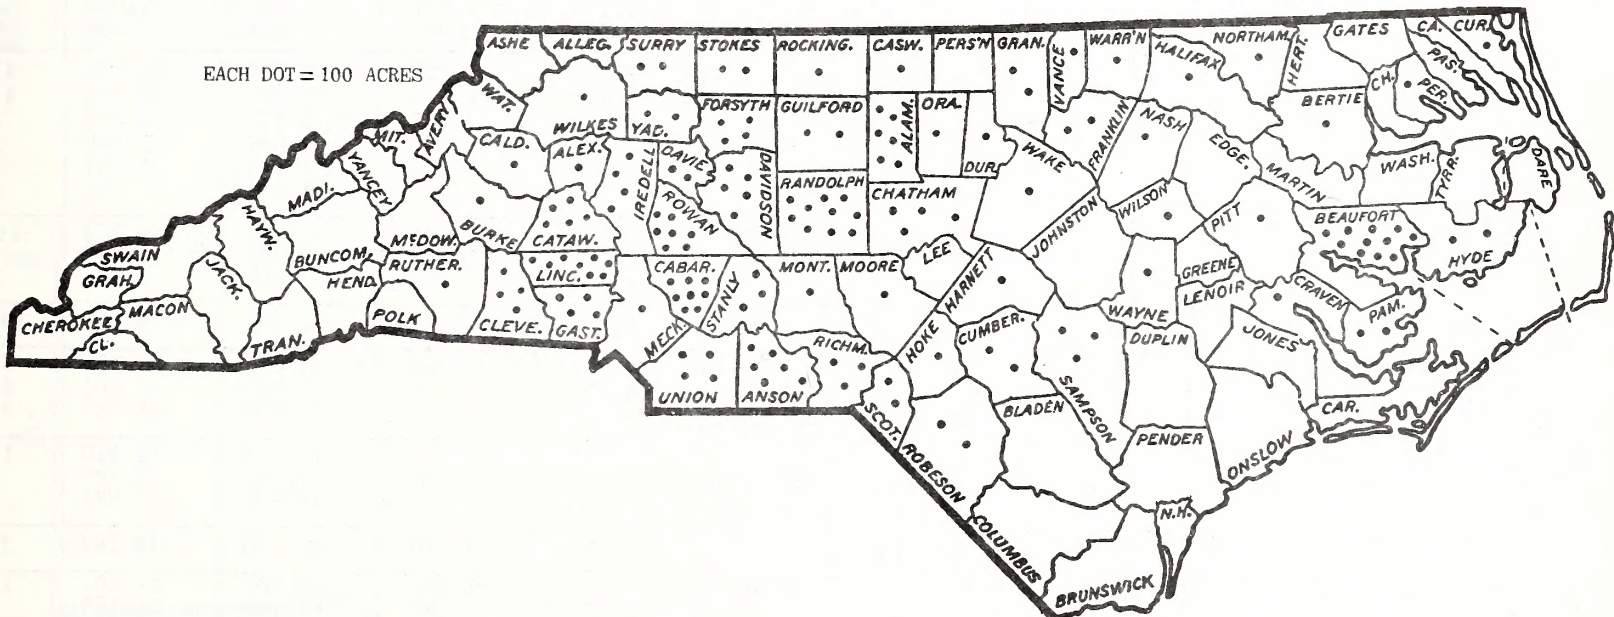 EACH DOT = 100 ACRES
ASHE
ALLEG.
SURRY
STOKES
ROCKING.
CASW.
PERS'N
GRAN.
VANCE
WARR'N
HALIFAX
NORTHAM.
HERT.
GATES
CA.
CUR.
PAS.
PER.
CH.
WAT.
WILKES
YAD.
FORSYTH
GUILFORD
ALAM.
ORA.
DUR.
FRANKLIN
NASH
EDGE.
BERTIE
MARTIN
WASH.
TYRR.
DARE
MIT.
AVERY
CALD.
ALEX.
IREDELL
DAVIE
DAVIDSON
RANDOLPH
CHATHAM
WAKE
YANCEY
MADI.
HAYW.
BUNCOM.
McDOW.
BURKE
CATAW.
ROWAN
JOHNSTON
WILSON
PITT
BEAUFORT
HYDE
SWAIN
GRAH.
JACK.
HEND.
RUTHER.
LINC.
CABAR.
STANLY
MONT.
MOORE
LEE
HARNETT
GREENE
LENOIR
CRAVEN
PAM.
CHEROKEE
MACON
CL.
TRAN.
POLK
CLEVE.
GAST.
MECK.
UNION
ANSON
RICHM.
HOKE
CUMBER.
SAMPSON
WAYNE
DUPLIN
JONES
SCOT.
ROBESON
BLADEN
PENDER
ONSLOW
CAR.
COLUMBUS
N.H.
BRUNSWICK